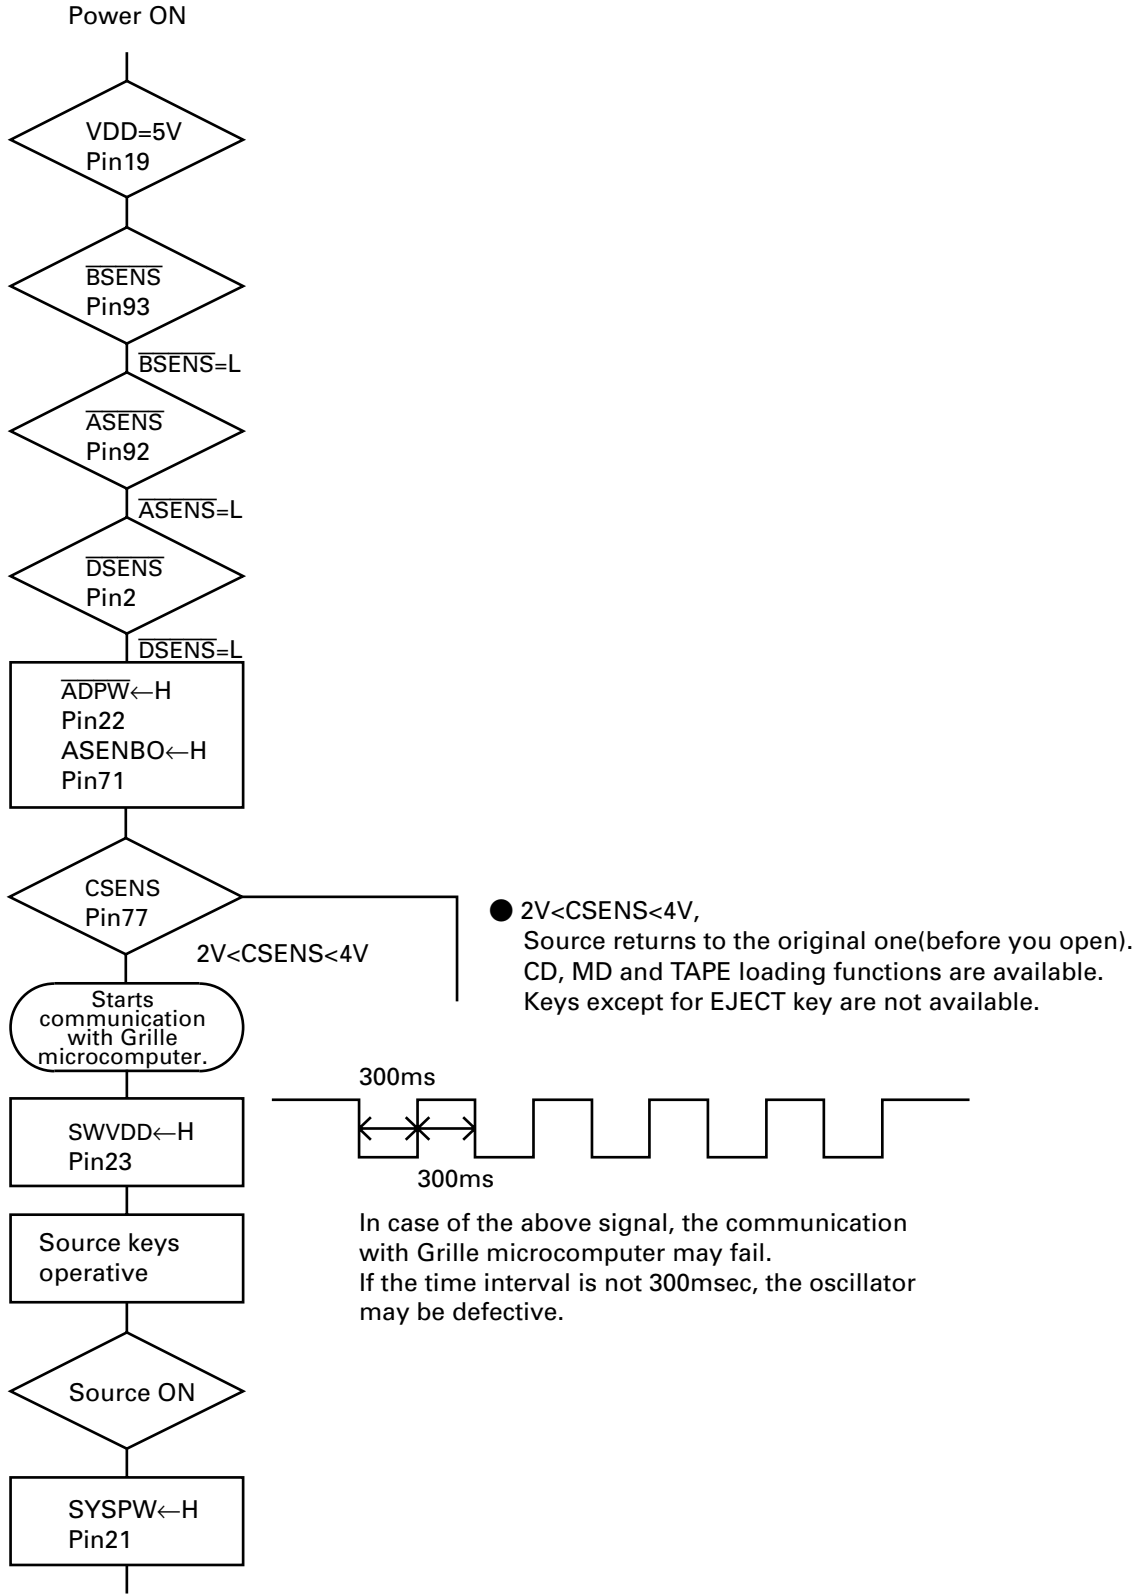 Power ON
VDD=5V
Pin19
BSENS
Pin93
BSENS=L
ASENS
Pin92
ASENS=L
DSENS
Pin2
DSENS=L
ADPW←H
Pin22
ASENBO←H
Pin71
CSENS
Pin77
2V<CSENS<4V
● 2V<CSENS<4V,
Source returns to the original one(before you open).
CD, MD and TAPE loading functions are available.
Keys except for EJECT key are not available.
Starts
communication
with Grille
microcomputer.
300ms
300ms
SWVDD←H
Pin23
In case of the above signal, the communication
with Grille microcomputer may fail.
If the time interval is not 300msec, the oscillator
may be defective.
Source keys
operative
Source ON
SYSPW←H
Pin21